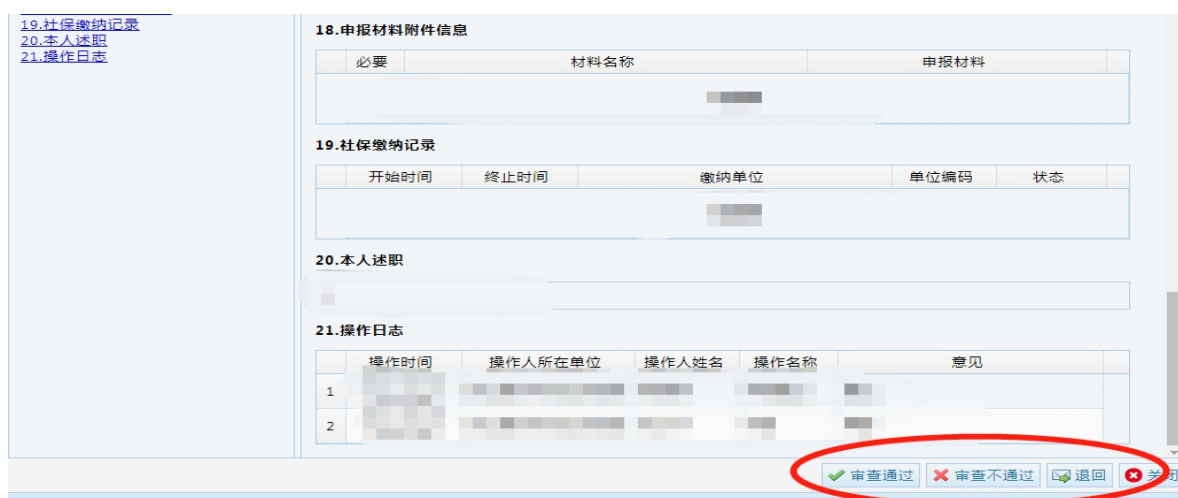 19.社保缴纳记录
20.本人述职
21.操作日志
18.申报材料附件信息
必要 材料名称 申报材料
19.社保缴纳记录
开始时间 终止时间 缴纳单位 单位编码 状态
20.本人述职
21.操作日志
操作时间 操作人所在单位 操作人姓名 操作名称 意见
1
2
审查通过 审查不通过 退回 关闭